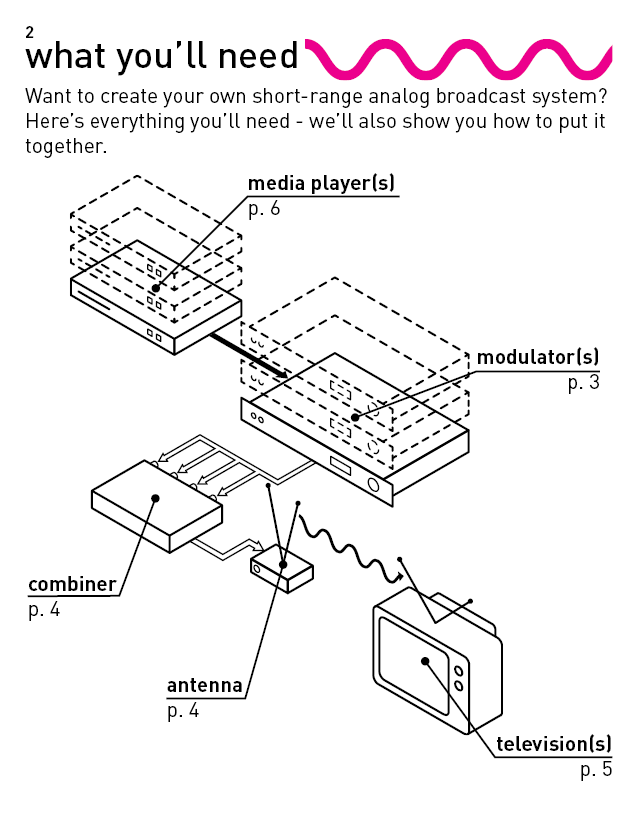 2
what you'll need
Want to create your own short-range analog broadcast system?
Here's everything you'll need - we'll also show you how to put it
together.
media player(s)
p. 6
modulator(s)
p. 3
combiner
p. 4
antenna
p. 4
television(s)
p. 5